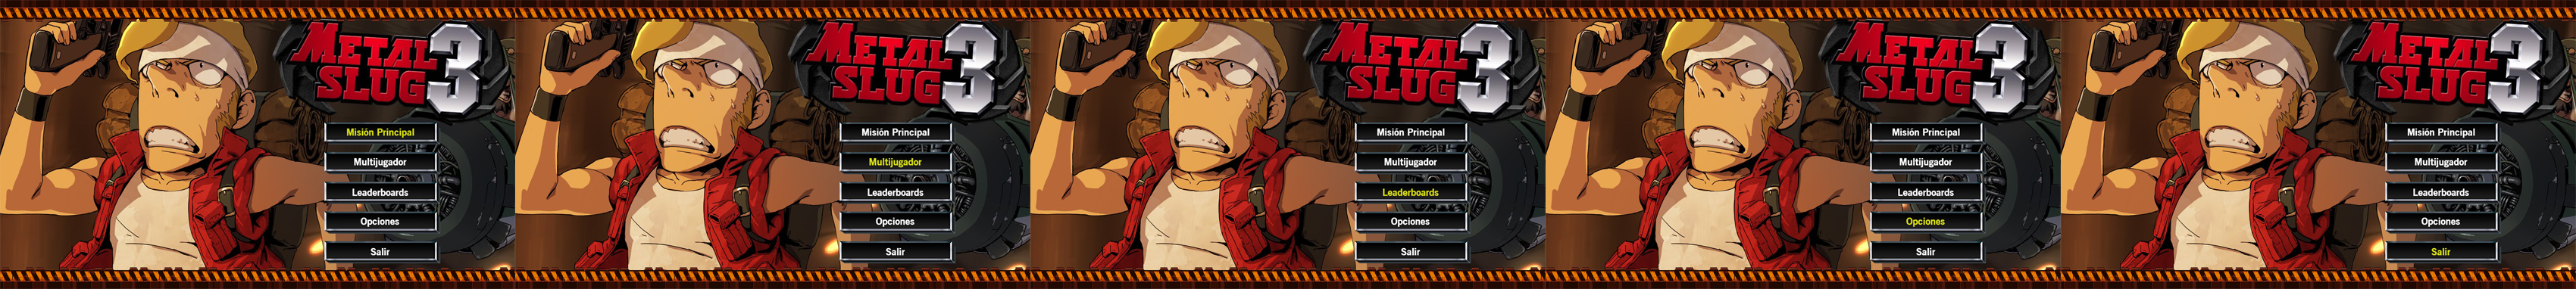 METAL
SLUG 3
Misión Principal
Multijugador
Leaderboards
Opciones
Salir
METAL
SLUG 3
Misión Principal
Multijugador
Leaderboards
Opciones
Salir
METAL
SLUG 3
Misión Principal
Multijugador
Leaderboards
Opciones
Salir
METAL
SLUG 3
Misión Principal
Multijugador
Leaderboards
Opciones
Salir
METAL
SLUG 3
Misión Principal
Multijugador
Leaderboards
Opciones
Salir